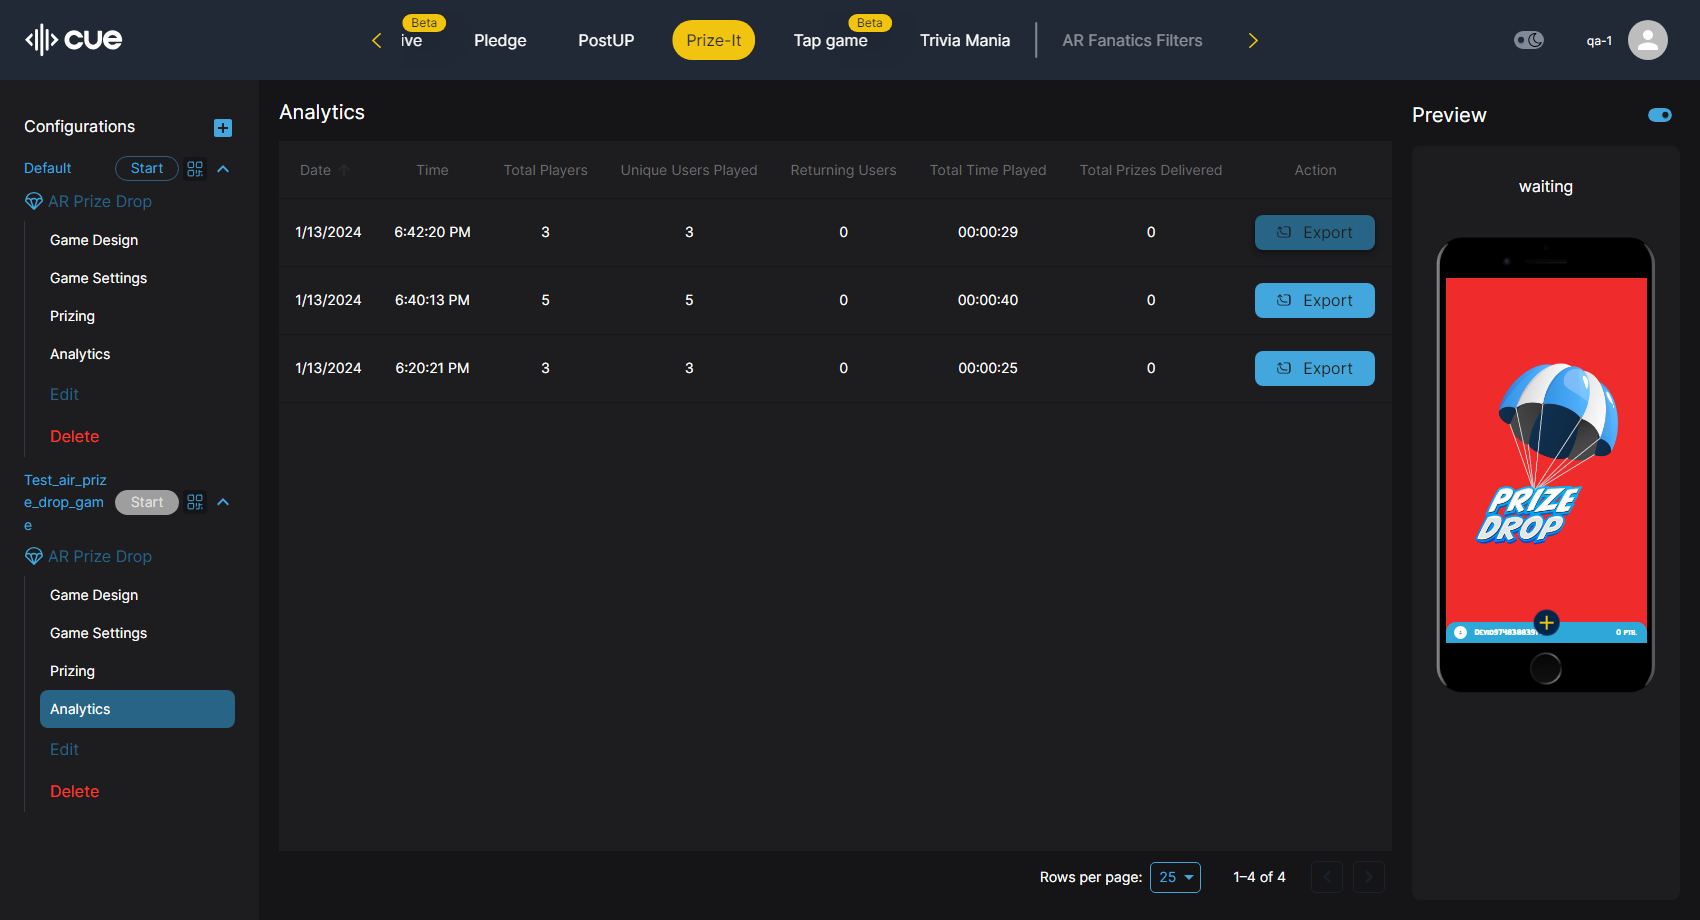 cue
Beta
ive
Pledge
PostUP
Prize-It
Beta
Tap game
Trivia Mania
AR Fanatics Filters
qa-1
Configurations
Default
Start
AR Prize Drop
Game Design
Game Settings
Prizing
Analytics
Edit
Delete
Test_air_priz
e_drop_gam
e
Start
AR Prize Drop
Game Design
Game Settings
Prizing
Analytics
Edit
Delete
Analytics
Date Time Total Players Unique Users Played Returning Users Total Time Played Total Prizes Delivered Action
1/13/2024 6:42:20 PM 3 3 0 00:00:29 0 Export
1/13/2024 6:40:13 PM 5 5 0 00:00:40 0 Export
1/13/2024 6:20:21 PM 3 3 0 00:00:25 0 Export
Rows per page: 25 1–4 of 4
Preview
waiting
PRIZE
DROP
0 PTS.